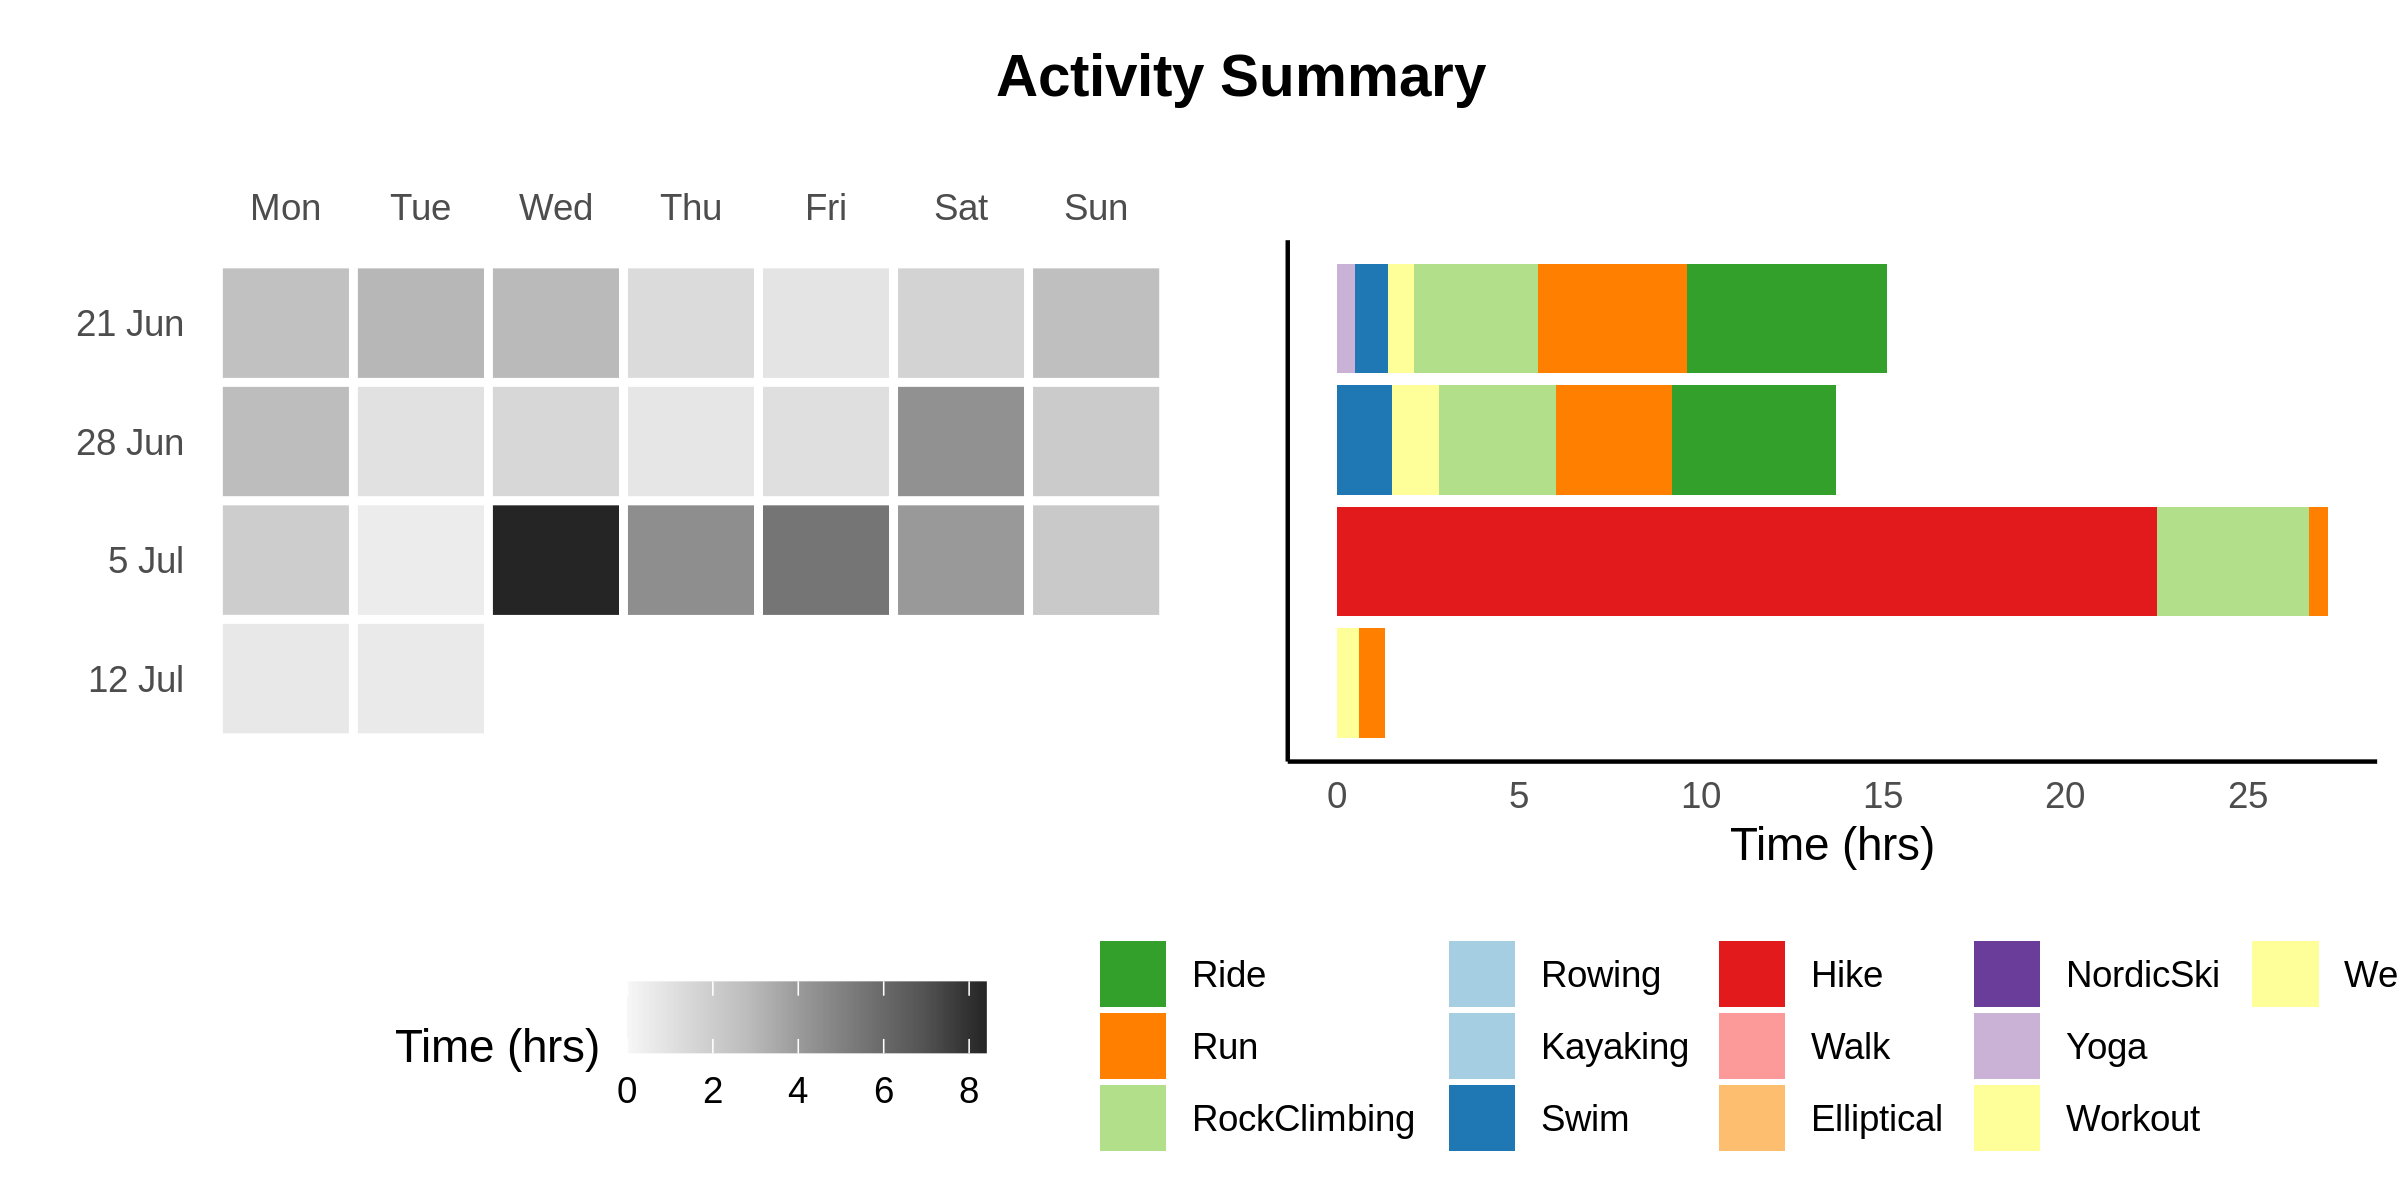 Activity Summary
Mon Tue Wed Thu Fri Sat Sun
21 Jun
28 Jun
5 Jul
12 Jul
0 5 10 15 20 25
Time (hrs)
Time (hrs)
0 2 4 6 8
Ride Rowing Hike NordicSki We
Run Kayaking Walk Yoga
RockClimbing Swim Elliptical Workout